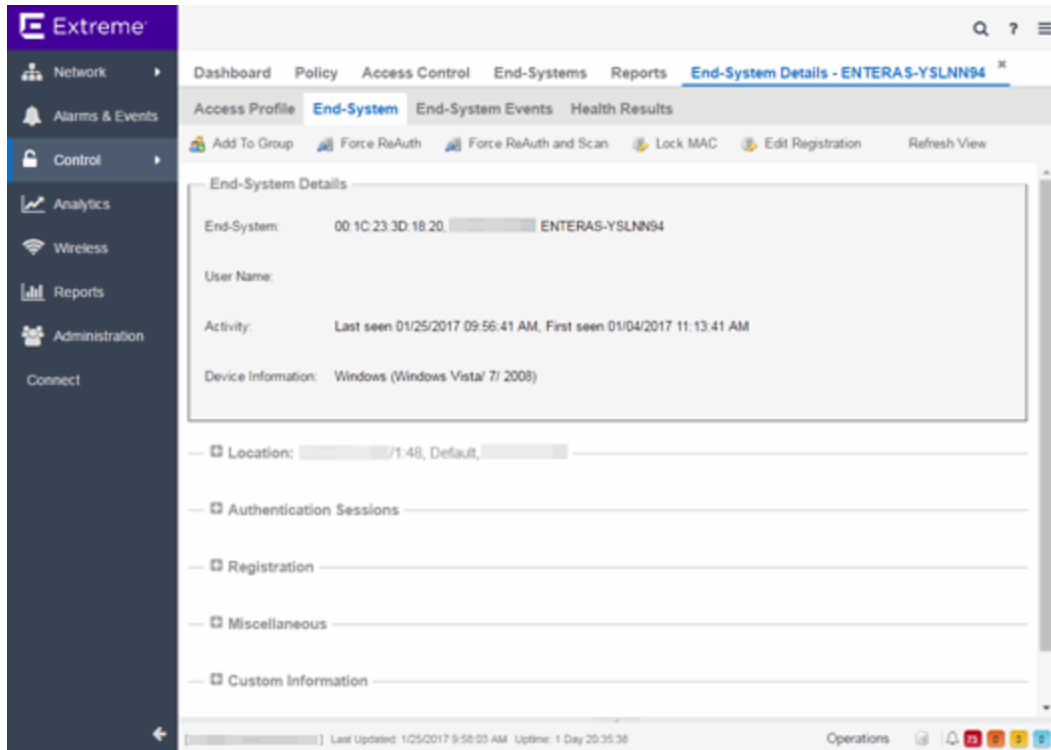 Extreme
?
Network
Alarms & Events
Control
Analytics
Wireless
Reports
Administration
Connect
Dashboard Policy Access Control End-Systems Reports End-System Details - ENTERAS-YSLNN94 ×
Access Profile End-System End-System Events Health Results
Add To Group Force ReAuth Force ReAuth and Scan Lock MAC Edit Registration Refresh View
End-System Details
End-System: 00:1C:23:3D:18:20, ENTERAS-YSLNN94
User Name:
Activity: Last seen 01/25/2017 09:56:41 AM, First seen 01/04/2017 11:13:41 AM
Device Information: Windows (Windows Vista/ 7/ 2008)
Location: /1:48, Default,
Authentication Sessions
Registration
Miscellaneous
Custom Information
[ ] Last Updated: 1/25/2017 9:58:03 AM Uptime: 1 Day 20:35:38 Operations 73 0 0 0